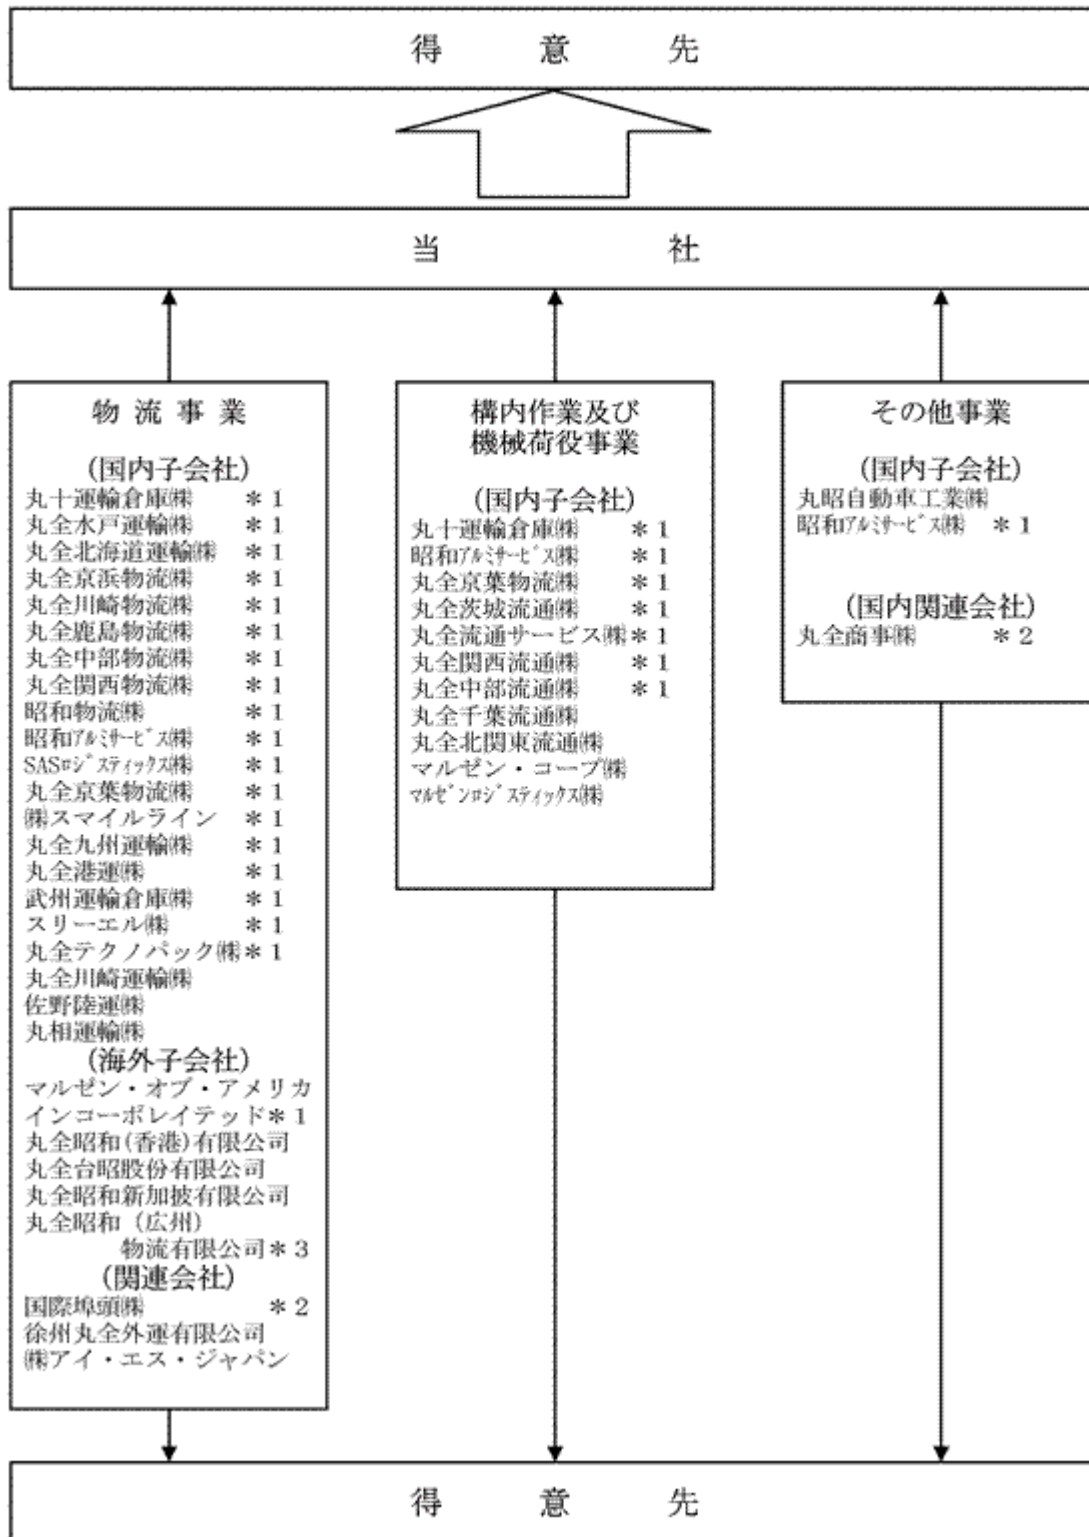 得意先
当社
物流事業
(国内子会社)
丸十運輸倉庫㈱ ＊1
丸全水戸運輸㈱ ＊1
丸全北海道運輸㈱ ＊1
丸全京浜物流㈱ ＊1
丸全川崎物流㈱ ＊1
丸全鹿島物流㈱ ＊1
丸全中部物流㈱ ＊1
丸全関西物流㈱ ＊1
昭和物流㈱ ＊1
昭和ｱﾙﾐｻｰﾋﾞｽ㈱ ＊1
SASﾛｼﾞｽﾃｨｯｸｽ㈱ ＊1
丸全京葉物流㈱ ＊1
㈱スマイルライン ＊1
丸全九州運輸㈱ ＊1
丸全港運㈱ ＊1
武州運輸倉庫㈱ ＊1
スリーエル㈱ ＊1
丸全テクノパック㈱＊1
丸全川崎運輸㈱
佐野陸運㈱
丸相運輸㈱
(海外子会社)
マルゼン・オブ・アメリカ
インコーポレイテッド＊1
丸全昭和(香港)有限公司
丸全台昭股份有限公司
丸全昭和新加披有限公司
丸全昭和（広州）
物流有限公司＊3
(関連会社)
国際埠頭㈱ ＊2
徐州丸全外運有限公司
㈱アイ・エス・ジャパン
構内作業及び
機械荷役事業
(国内子会社)
丸十運輸倉庫㈱ ＊1
昭和ｱﾙﾐｻｰﾋﾞｽ㈱ ＊1
丸全京葉物流㈱ ＊1
丸全茨城流通㈱ ＊1
丸全流通サービス㈱＊1
丸全関西流通㈱ ＊1
丸全中部流通㈱ ＊1
丸全千葉流通㈱
丸全北関東流通㈱
マルゼン・コープ㈱
ﾏﾙｾﾞﾝﾛｼﾞｽﾃｨｯｸｽ㈱
その他事業
(国内子会社)
丸昭自動車工業㈱
昭和ｱﾙﾐｻｰﾋﾞｽ㈱ ＊1
(国内関連会社)
丸全商事㈱ ＊2
得意先